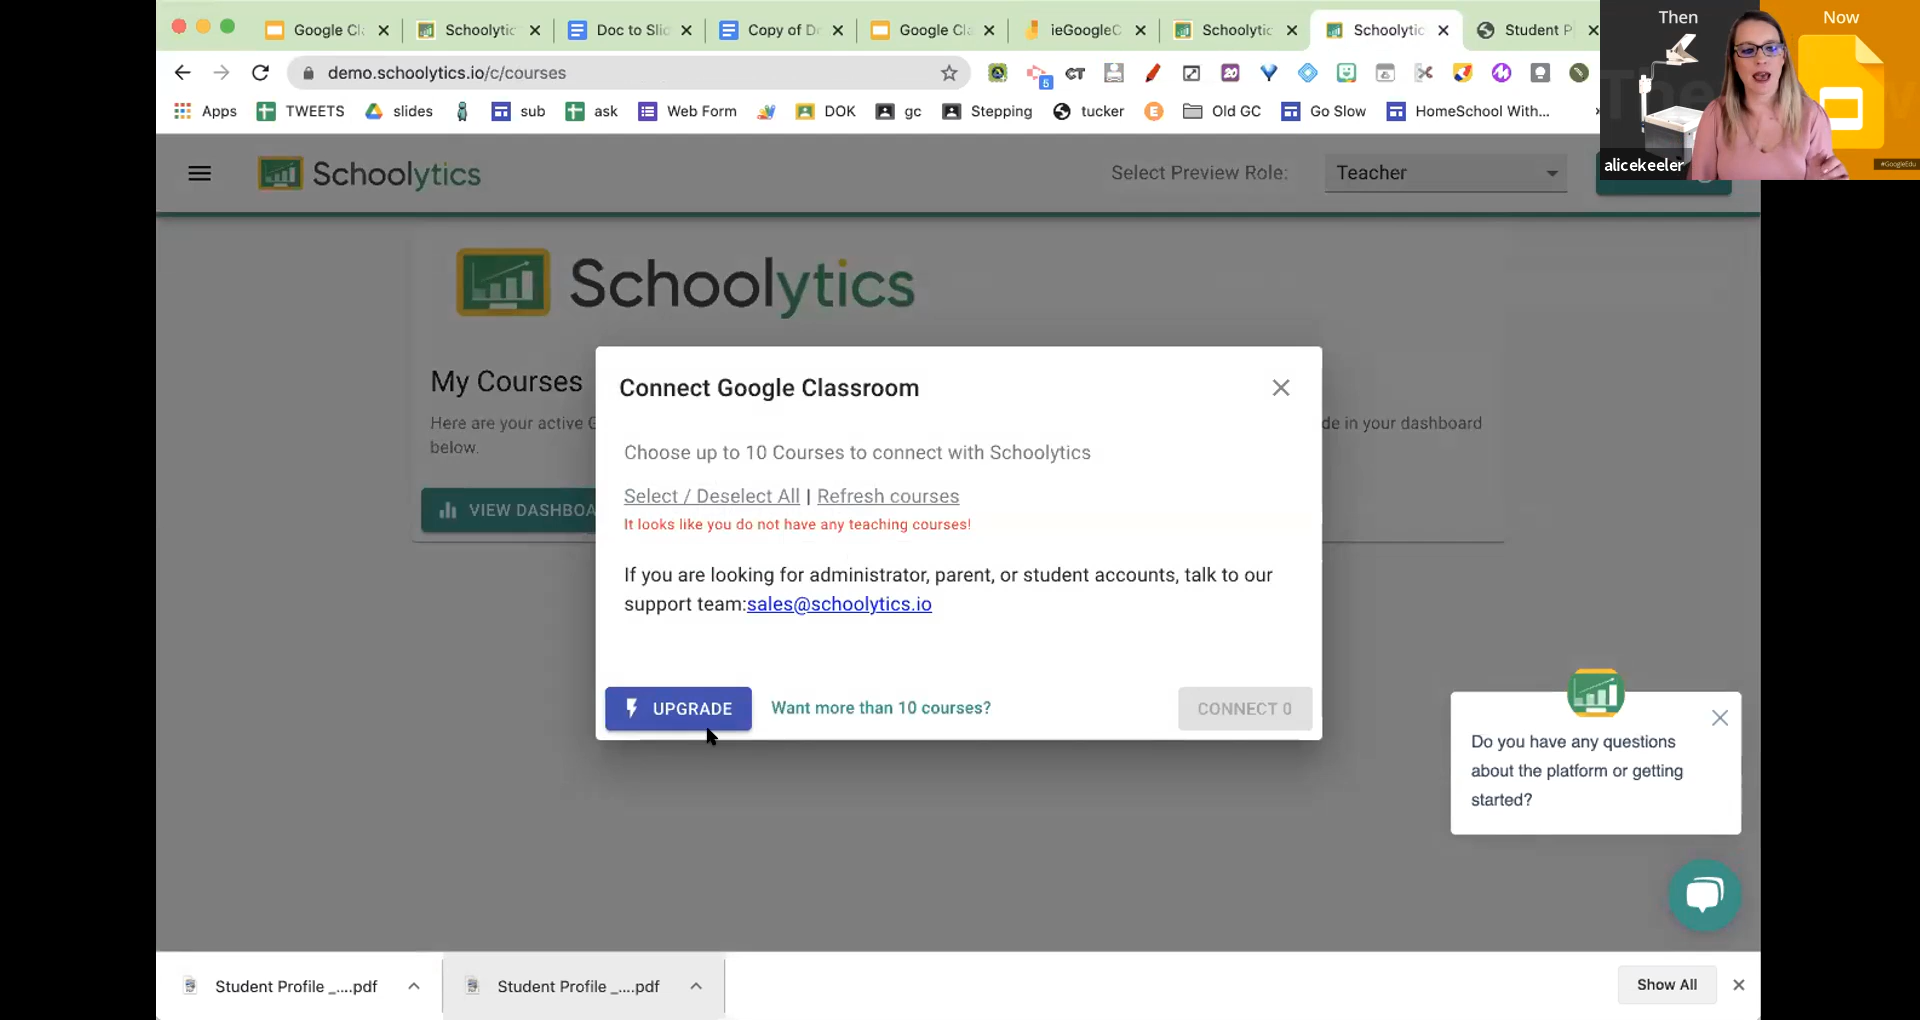 Google Cl
Schoolytic
Doc to Slid
Copy of D
Google Cla
ieGoogleC
Schoolytic
Schoolytic
Student P
Then
Now
demo.schoolytics.io/c/courses
5
CT
20
Apps
TWEETS
slides
sub
ask
Web Form
DOK
gc
Stepping
tucker
E
Old GC
Go Slow
HomeSchool With...
alicekeeler
#GoogleEdu
Schoolytics
Select Preview Role:
Teacher
Schoolytics
My Courses
Here are your active G
de in your dashboard
below.
VIEW DASHBOA
Connect Google Classroom
Choose up to 10 Courses to connect with Schoolytics
Select / Deselect All | Refresh courses
It looks like you do not have any teaching courses!
If you are looking for administrator, parent, or student accounts, talk to our
support team:sales@schoolytics.io
UPGRADE
Want more than 10 courses?
CONNECT 0
Do you have any questions
about the platform or getting
started?
Student Profile _....pdf
Student Profile _....pdf
Show All